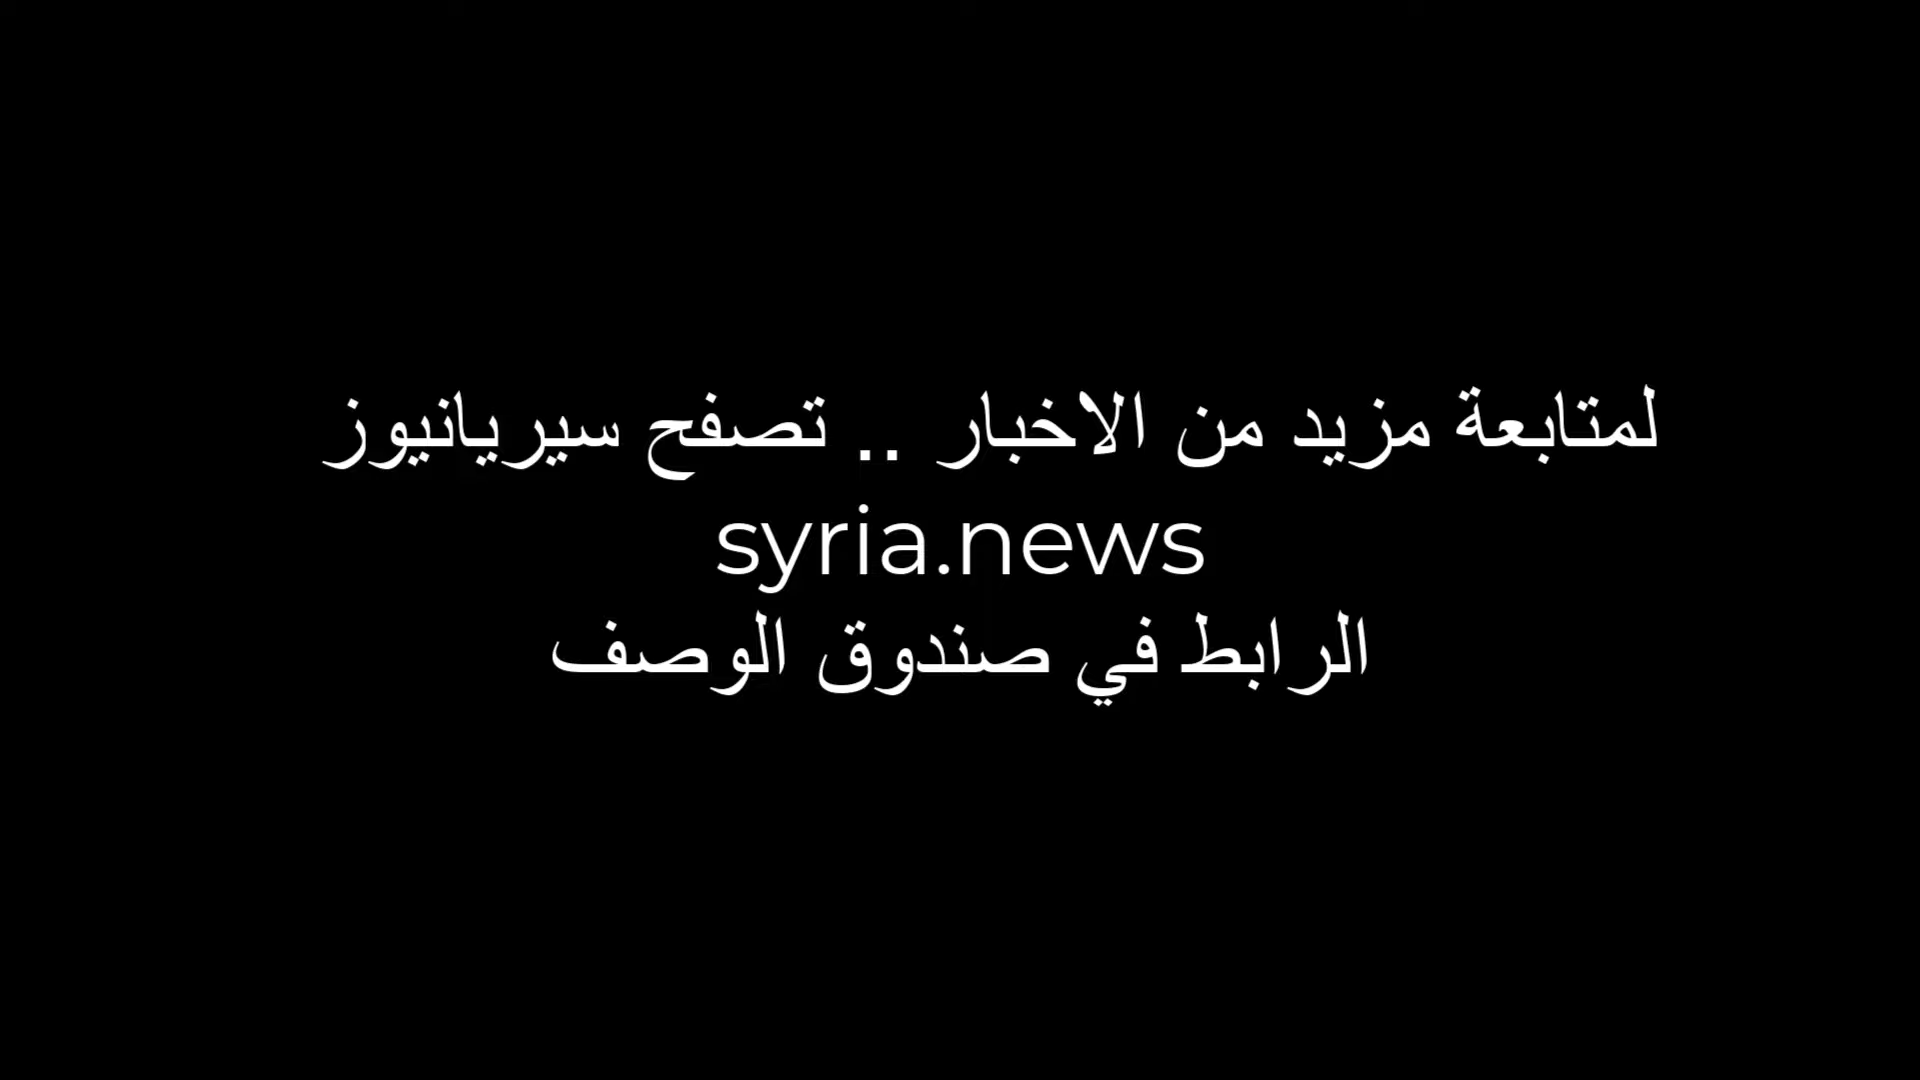 لمتابعة مزيد من الاخبار .. تصفح سيريانيوز
syria.news
الرابط في صندوق الوصف